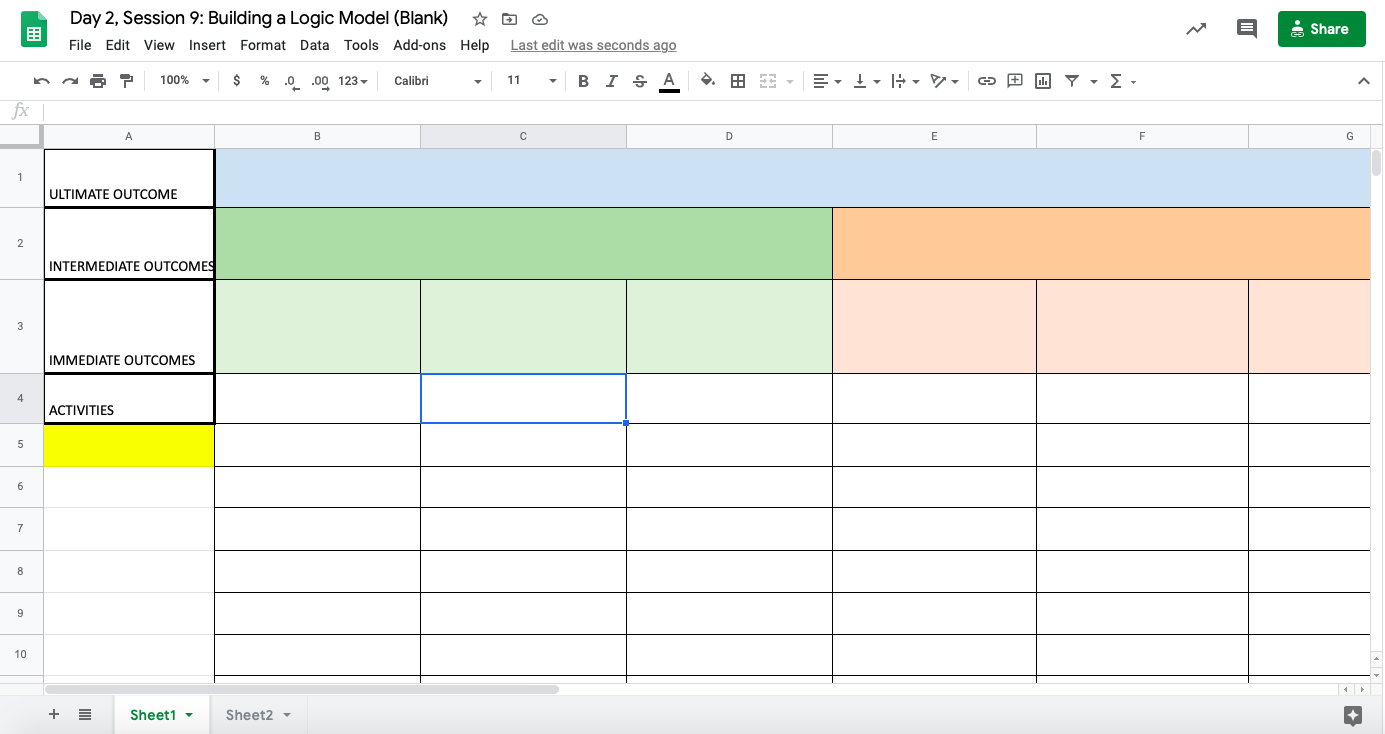 Day 2, Session 9: Building a Logic Model (Blank)
File Edit View Insert Format Data Tools Add-ons Help Last edit was seconds ago
Share
100% $ % .0 .00 123 Calibri 11 B I S A Σ
fx
A B C D E F G
1 ULTIMATE OUTCOME
2 INTERMEDIATE OUTCOMES
3 IMMEDIATE OUTCOMES
4 ACTIVITIES
5
6
7
8
9
10
Sheet1 Sheet2